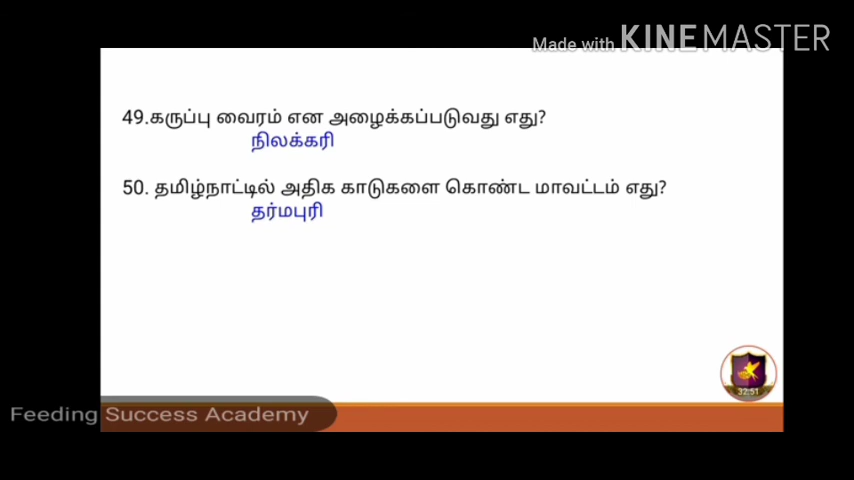 Made with KINEMASTER
49.கருப்பு வைரம் என அழைக்கப்படுவது எது?
நிலக்கரி
50. தமிழ்நாட்டில் அதிக காடுகளை கொண்ட மாவட்டம் எது?
தர்மபுரி
32:51
Feeding Success Academy